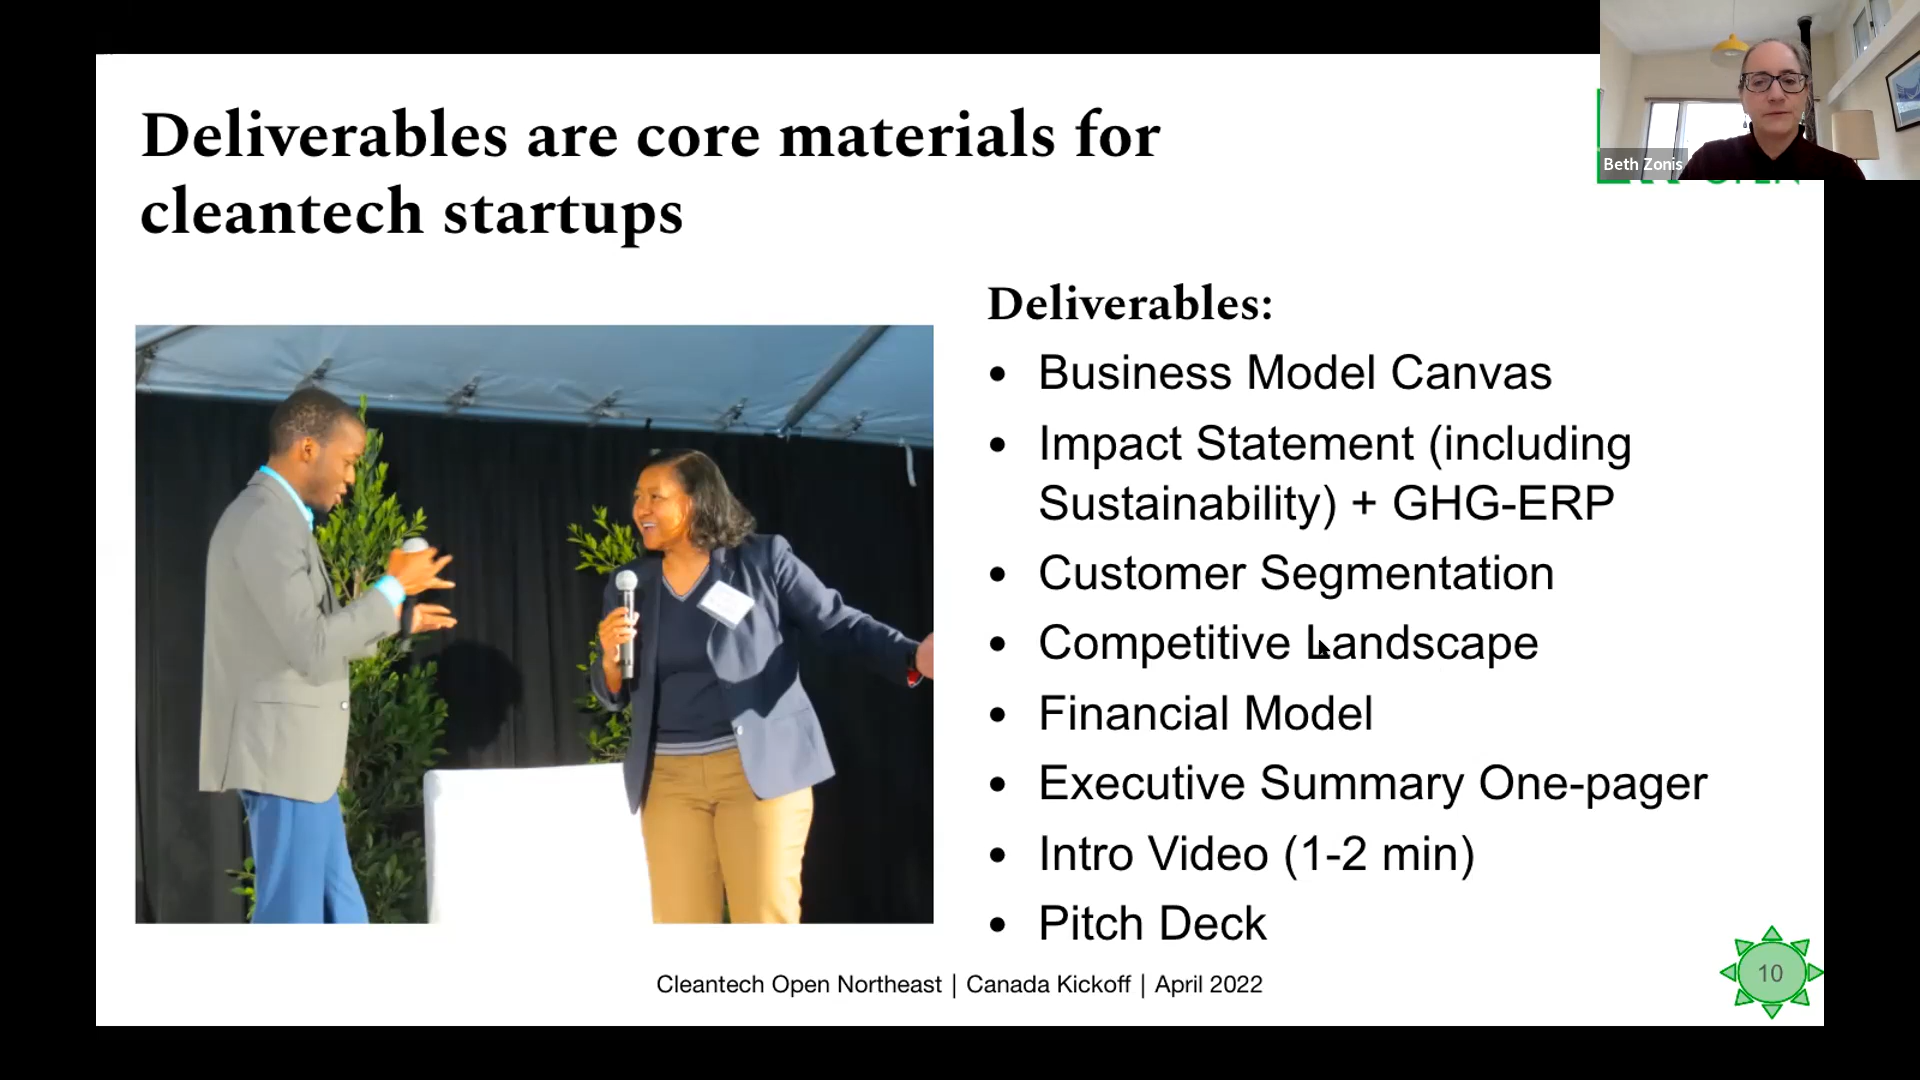 Deliverables are core materials for
cleantech startups
Beth Zonis
Deliverables:
• Business Model Canvas
• Impact Statement (including
Sustainability) + GHG-ERP
• Customer Segmentation
• Competitive Landscape
• Financial Model
• Executive Summary One-pager
• Intro Video (1-2 min)
• Pitch Deck
Cleantech Open Northeast | Canada Kickoff | April 2022
10